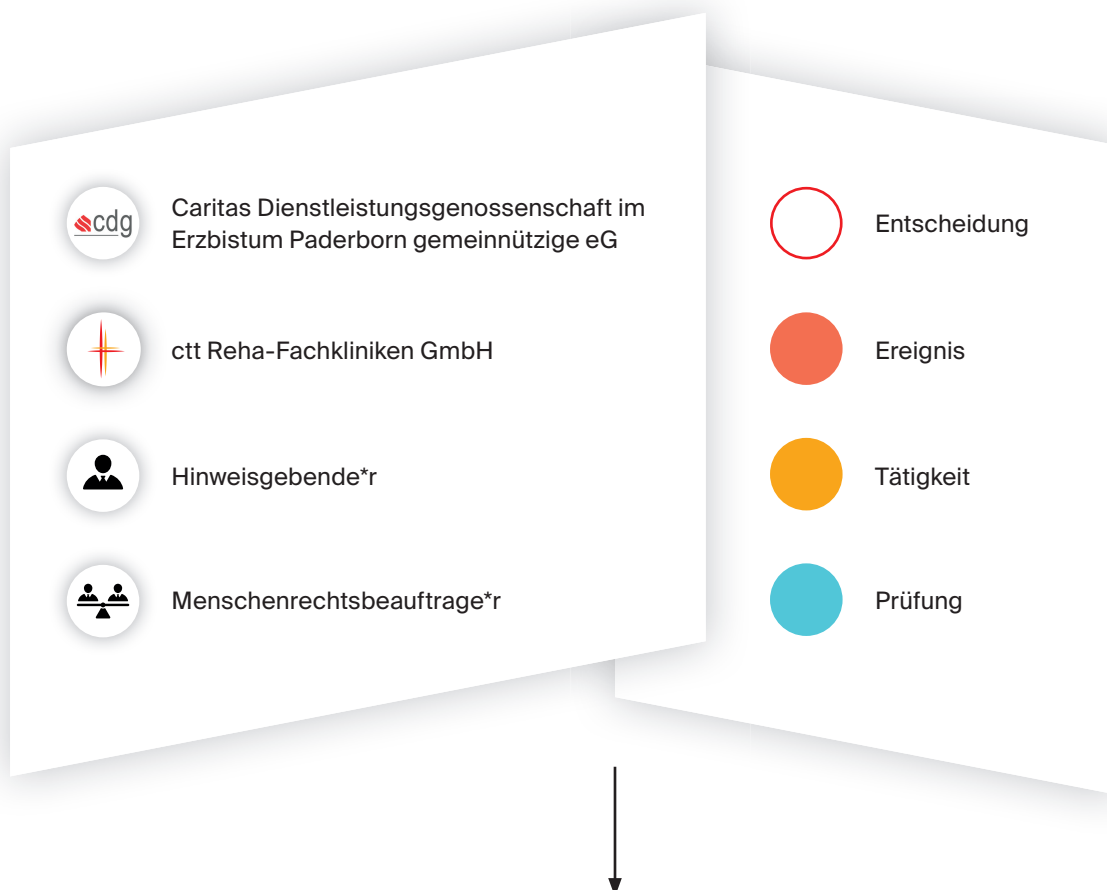 cdg
Caritas Dienstleistungsgenossenschaft im
Erzbistum Paderborn gemeinnützige eG
ctt Reha-Fachkliniken GmbH
Hinweisgebende*r
Menschenrechtsbeauftrage*r
Entscheidung
Ereignis
Tätigkeit
Prüfung